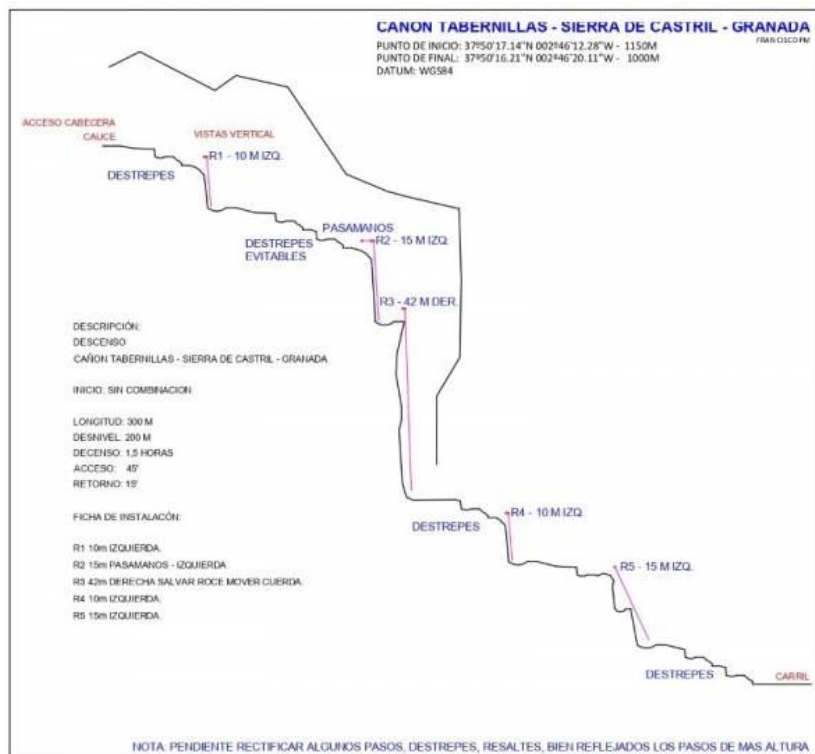 CAÑON TABERNILLAS - SIERRA DE CASTRIL - GRANADA
FRANCISCO PM
PUNTO DE INICIO: 37º50'17.14"N 002º46'12.28"W - 1150M
PUNTO DE FINAL: 37º50'16.21"N 002º46'20.11"W - 1000M
DATUM: WGS84
ACCESO CABECERA
CAUCE
VISTAS VERTICAL
R1 - 10 M IZQ.
DESTREPES
PASAMANOS
R2 - 15 M IZQ.
DESTREPES
EVITABLES
R3 - 42 M DER.
DESCRIPCIÓN:
DESCENSO
CAÑON TABERNILLAS - SIERRA DE CASTRIL - GRANADA
INICIO: SIN COMBINACION
LONGITUD: 300 M
DESNIVEL: 200 M
DECENSO: 1,5 HORAS
ACCESO: 45'
RETORNO: 15'
FICHA DE INSTALACÓN:
R1 10m IZQUIERDA.
R2 15m PASAMANOS - IZQUIERDA
R3 42m DERECHA SALVAR ROCE MOVER CUERDA.
R4 10m IZQUIERDA.
R5 15m IZQUIERDA.
R4 - 10 M IZQ.
DESTREPES
R5 - 15 M IZQ.
DESTREPES
CARRIL
NOTA: PENDIENTE RECTIFICAR ALGUNOS PASOS, DESTREPES, RESALTES, BIEN REFLEJADOS LOS PASOS DE MAS ALTURA